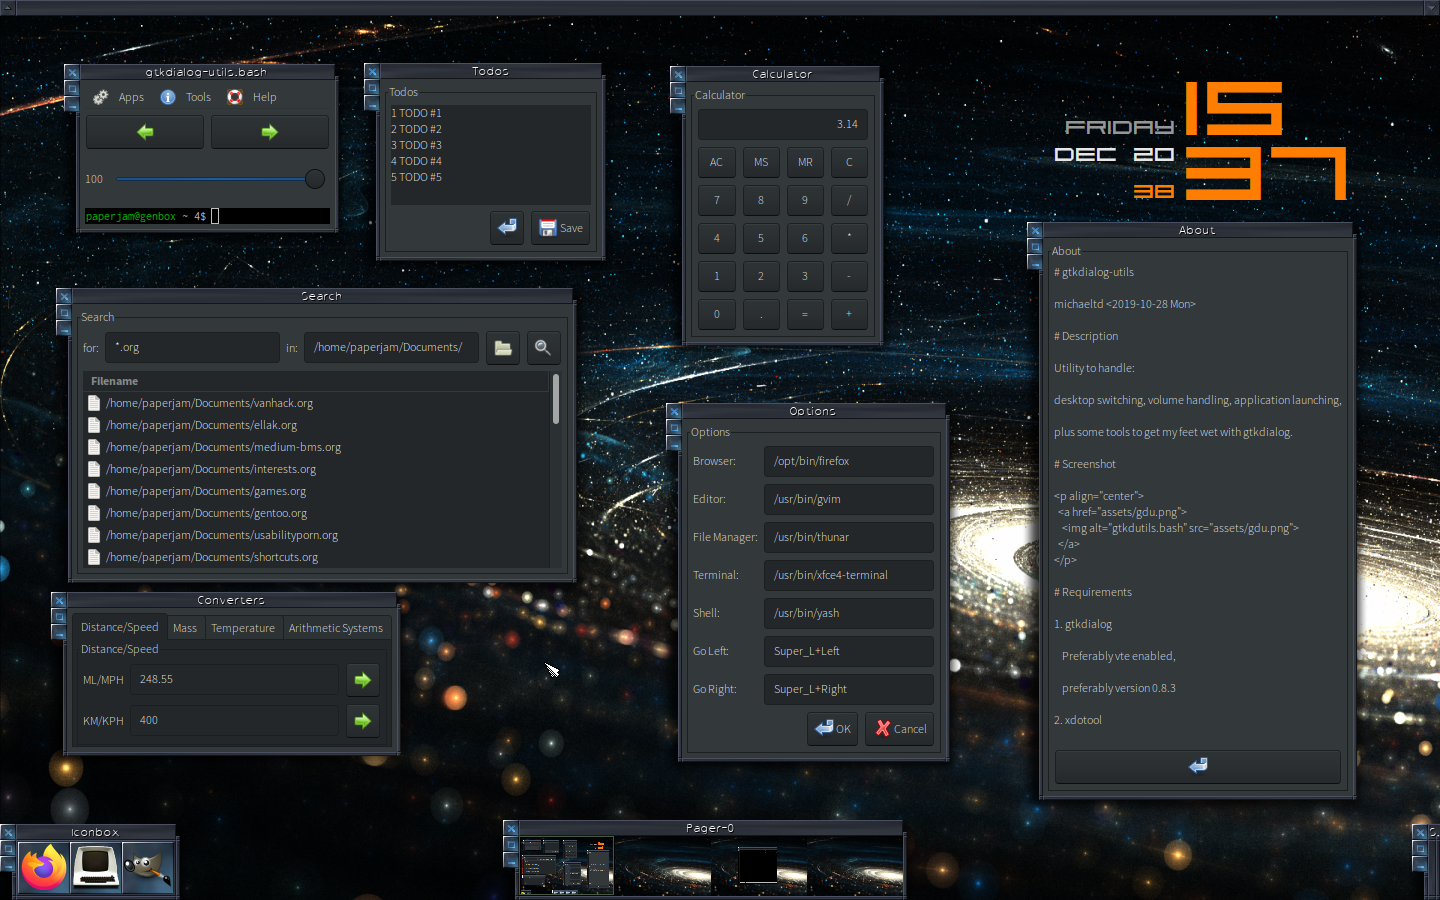 gtkdialog-utils.bash
Apps Tools Help
100
paperjam@genbox ~ 4$
Todos
Todos
1 TODO #1
2 TODO #2
3 TODO #3
4 TODO #4
5 TODO #5
Save
Calculator
Calculator
3.14
AC MS MR C
7 8 9 /
4 5 6 *
1 2 3 -
0 . = +
15
FRIDAY
DEC 20
37
38
Search
Search
for: *.org in: /home/paperjam/Documents/
Filename
/home/paperjam/Documents/vanhack.org
/home/paperjam/Documents/ellak.org
/home/paperjam/Documents/medium-bms.org
/home/paperjam/Documents/interests.org
/home/paperjam/Documents/games.org
/home/paperjam/Documents/gentoo.org
/home/paperjam/Documents/usabilityporn.org
/home/paperjam/Documents/shortcuts.org
Converters
Distance/Speed Mass Temperature Arithmetic Systems
Distance/Speed
ML/MPH 248.55
KM/KPH 400
Options
Options
Browser: /opt/bin/firefox
Editor: /usr/bin/gvim
File Manager: /usr/bin/thunar
Terminal: /usr/bin/xfce4-terminal
Shell: /usr/bin/yash
Go Left: Super_L+Left
Go Right: Super_L+Right
OK Cancel
About
About
# gtkdialog-utils
michaeltd <2019-10-28 Mon>
# Description
Utility to handle:
desktop switching, volume handling, application launching,
plus some tools to get my feet wet with gtkdialog.
# Screenshot
<p align="center">
<a href="assets/gdu.png">
<img alt="gtkdutils.bash" src="assets/gdu.png">
</a>
</p>
# Requirements
1. gtkdialog
Preferably vte enabled,
preferably version 0.8.3
2. xdotool
Iconbox
Pager-0
S.